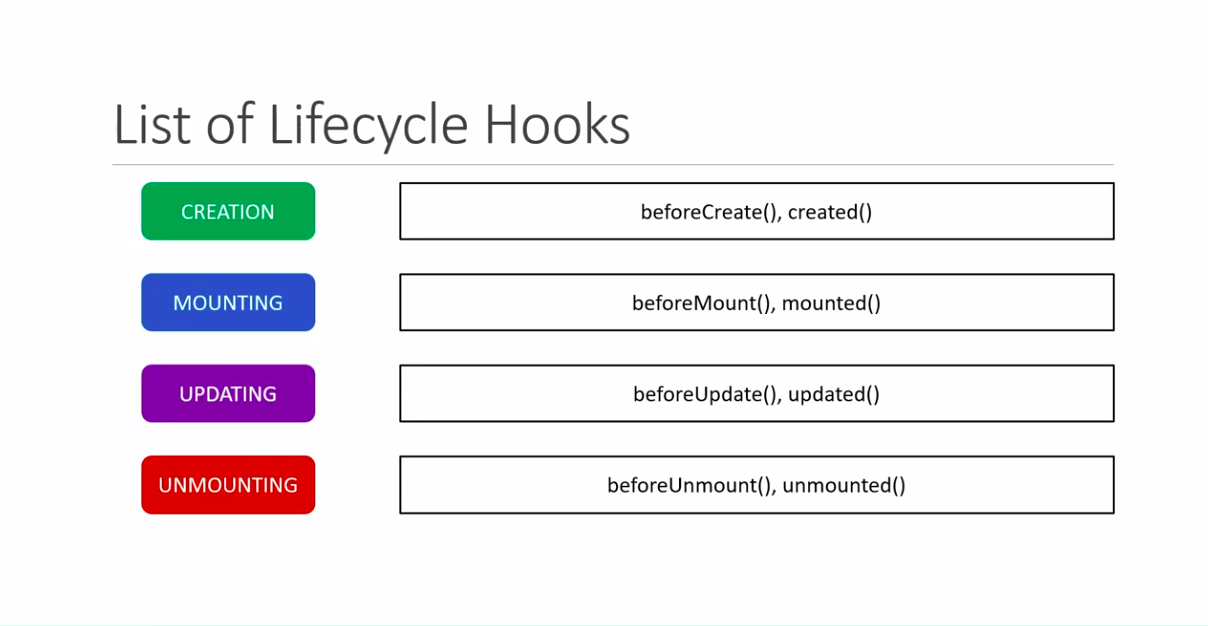 List of Lifecycle Hooks
CREATION
beforeCreate(), created()
MOUNTING
beforeMount(), mounted()
UPDATING
beforeUpdate(), updated()
UNMOUNTING
beforeUnmount(), unmounted()